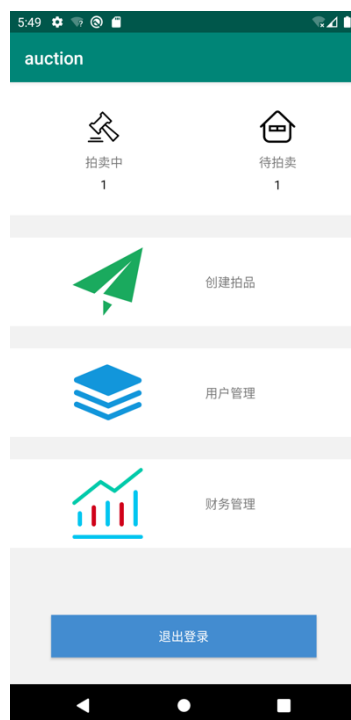 5:49
auction
拍卖中
待拍卖
1
1
创建拍品
用户管理
财务管理
退出登录